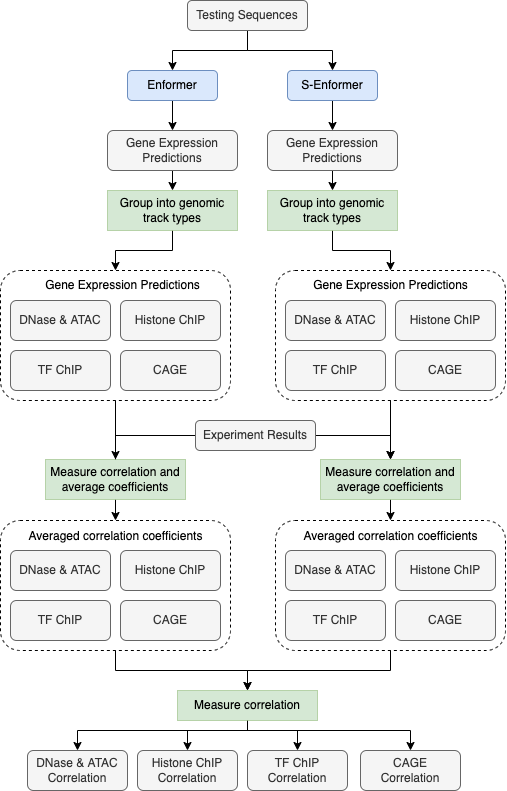 Testing Sequences
Enformer
S-Enformer
Gene Expression
Predictions
Gene Expression
Predictions
Group into genomic
track types
Group into genomic
track types
Gene Expression Predictions
DNase & ATAC
Histone ChIP
TF ChIP
CAGE
Gene Expression Predictions
DNase & ATAC
Histone ChIP
TF ChIP
CAGE
Experiment Results
Measure correlation and
average coefficients
Measure correlation and
average coefficients
Averaged correlation coefficients
DNase & ATAC
Histone ChIP
TF ChIP
CAGE
Averaged correlation coefficients
DNase & ATAC
Histone ChIP
TF ChIP
CAGE
Measure correlation
DNase & ATAC
Correlation
Histone ChIP
Correlation
TF ChIP
Correlation
CAGE
Correlation